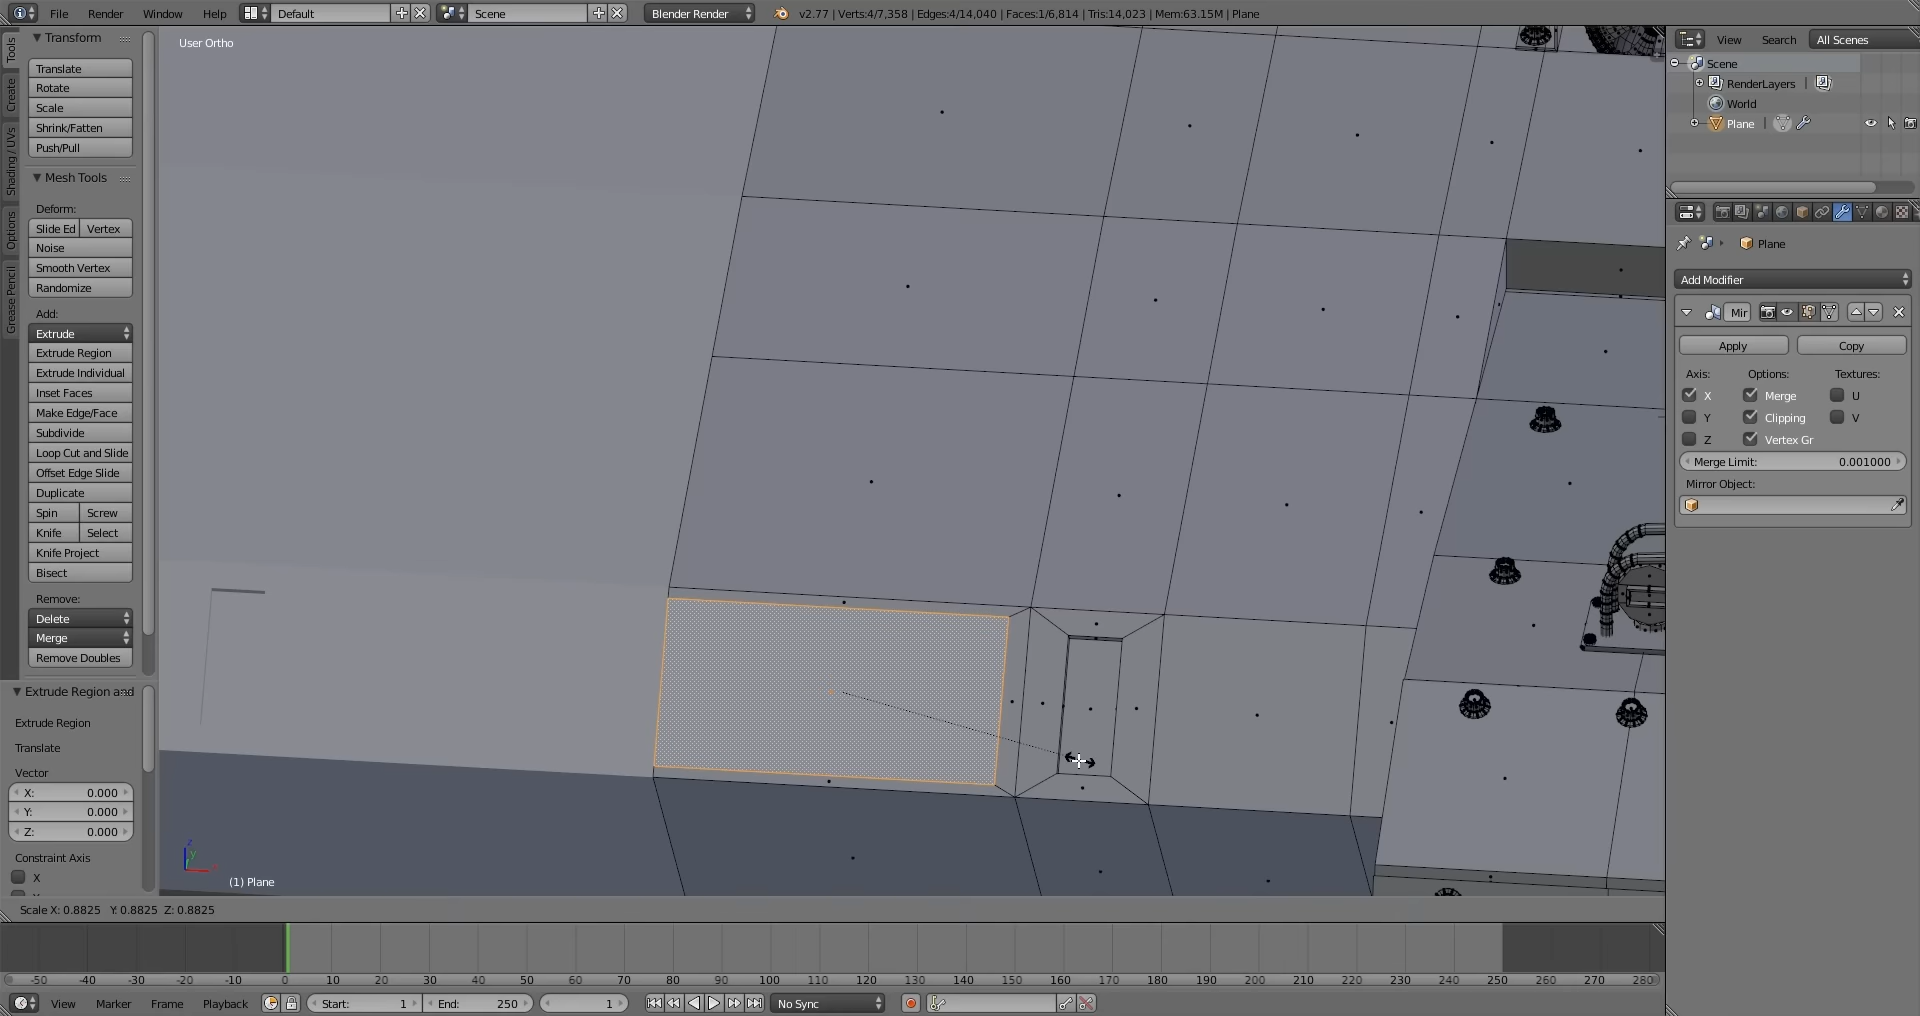 File Render Window Help Default Scene Blender Render v2.77 | Verts:4/7,358 | Edges:4/14,040 | Faces:1/6,814 | Tris:14,023 | Mem:63.15M | Plane
Tools
Create
Shading / UVs
Options
Grease Pencil
Transform
Translate
Rotate
Scale
Shrink/Fatten
Push/Pull
Mesh Tools
Deform:
Slide Ed Vertex
Noise
Smooth Vertex
Randomize
Add:
Extrude
Extrude Region
Extrude Individual
Inset Faces
Make Edge/Face
Subdivide
Loop Cut and Slide
Offset Edge Slide
Duplicate
Spin Screw
Knife Select
Knife Project
Bisect
Remove:
Delete
Merge
Remove Doubles
Extrude Region and
Extrude Region
Translate
Vector
X: 0.000
Y: 0.000
Z: 0.000
Constraint Axis
X
User Ortho
(1) Plane
Scale X: 0.8825 Y: 0.8825 Z: 0.8825
View Search All Scenes
Scene
RenderLayers
World
Plane
Plane
Add Modifier
Mir
Apply Copy
Axis: Options: Textures:
X Merge U
Y Clipping V
Z Vertex Gr
Merge Limit: 0.001000
Mirror Object:
-50 -40 -30 -20 -10 0 10 20 30 40 50 60 70 80 90 100 110 120 130 140 150 160 170 180 190 200 210 220 230 240 250 260 270 280
View Marker Frame Playback Start: 1 End: 250 1 No Sync